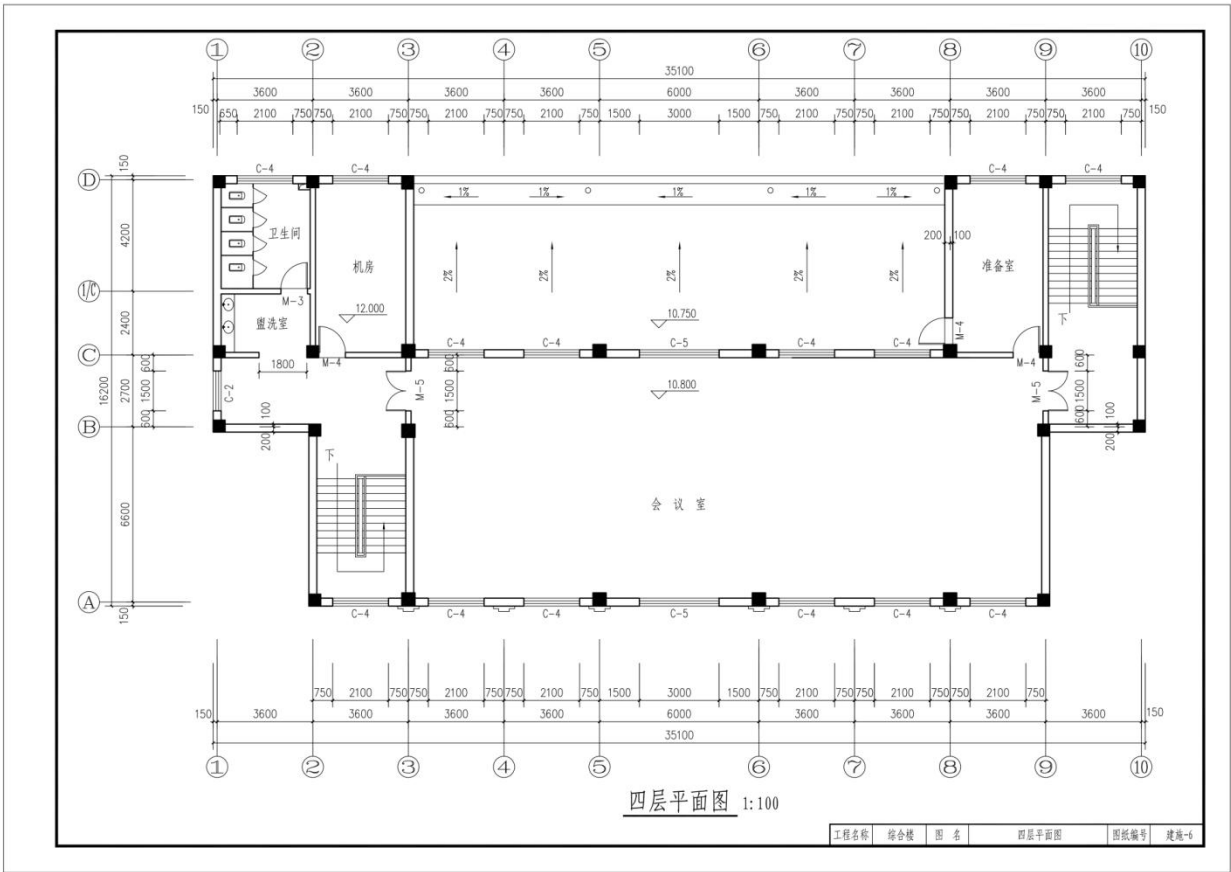 ① ② ③ ④ ⑤ ⑥ ⑦ ⑧ ⑨ ⑩
35100
3600 3600 3600 3600 6000 3600 3600 3600 3600
150 650 2100 750 750 2100 750 750 2100 750 750 2100 750 1500 3000 1500 750 2100 750 750 2100 750 750 2100 750 750 2100 750 150
150
C-4 C-4 C-4 C-4
D
1% 1% 1% 1% 1%
4200
卫生间
200 100
机房
准备室
2% 2% 2% 2% 2%
1/C
M-3
12.000
下
2400
盥洗室
10.750
M-4
C
M-4
C-4 C-4 C-5 C-4 C-4
M-4
600 1800 600 600
10.800
16200 2700 1500 C-2 M-5 1500 M-5 1500
600 100 600 600 100
B
200 200
下
6600
会议室
A
150
C-4 C-4 C-4 C-5 C-4 C-4 C-4
750 2100 750 750 2100 750 750 2100 750 1500 3000 1500 750 2100 750 750 2100 750 750 2100 750
150 3600 3600 3600 3600 6000 3600 3600 3600 3600 150
35100
① ② ③ ④ ⑤ ⑥ ⑦ ⑧ ⑨ ⑩
四层平面图 1:100
工程名称 综合楼 图 名 四层平面图 图纸编号 建施-6